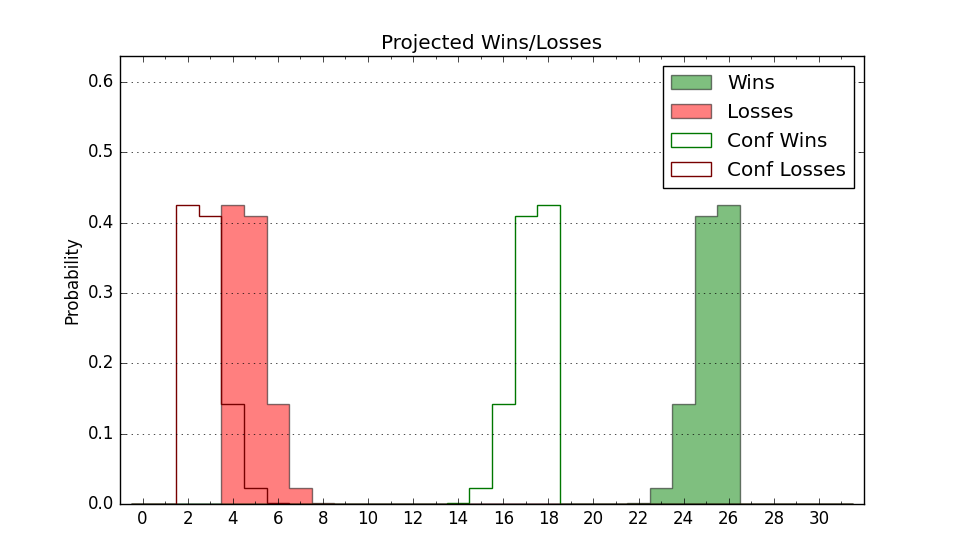 Projected Wins/Losses
0.6
0.5
0.4
0.3
0.2
0.1
0.0
Probability
Wins
Losses
Conf Wins
Conf Losses
0 2 4 6 8 10 12 14 16 18 20 22 24 26 28 30